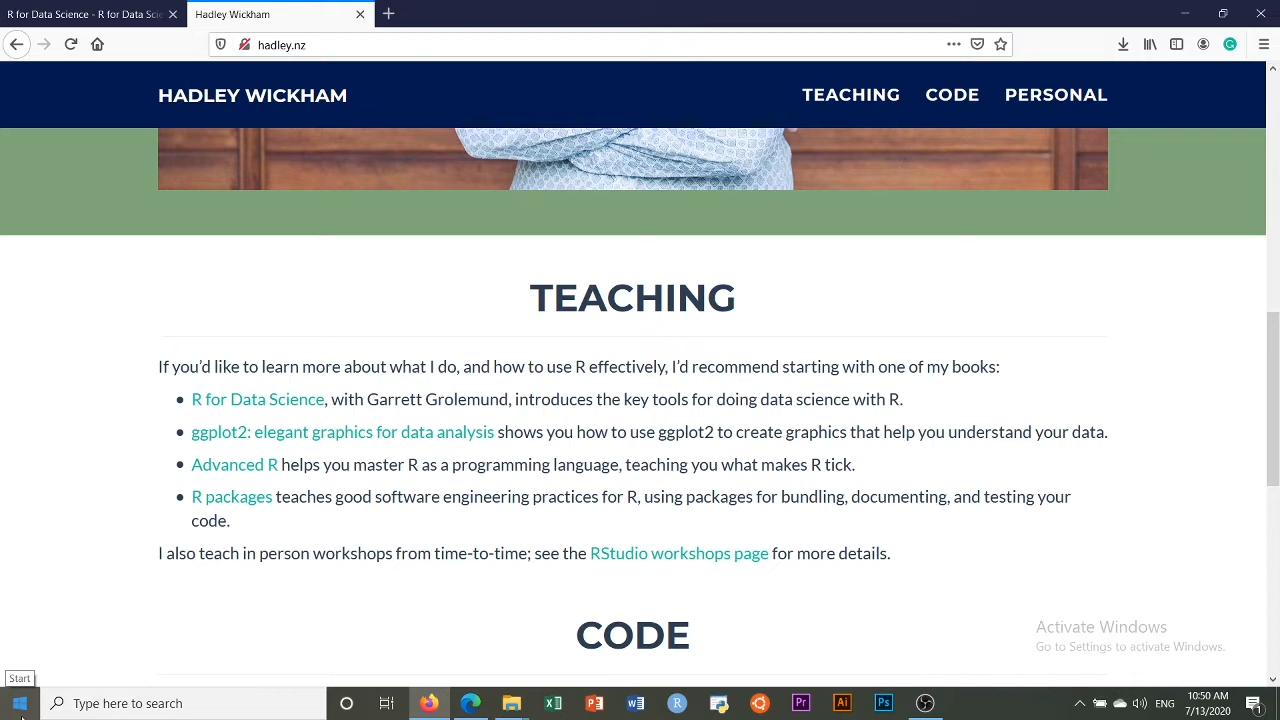 R for Data Science - R for Data Scie
Hadley Wickham
hadley.nz
HADLEY WICKHAM
TEACHING
CODE
PERSONAL
TEACHING
If you’d like to learn more about what I do, and how to use R effectively, I’d recommend starting with one of my books:
R for Data Science, with Garrett Grolemund, introduces the key tools for doing data science with R.
ggplot2: elegant graphics for data analysis shows you how to use ggplot2 to create graphics that help you understand your data.
Advanced R helps you master R as a programming language, teaching you what makes R tick.
R packages teaches good software engineering practices for R, using packages for bundling, documenting, and testing your
code.
I also teach in person workshops from time-to-time; see the RStudio workshops page for more details.
CODE
Activate Windows
Go to Settings to activate Windows.
Start
Type here to search
ENG
10:50 AM
7/13/2020